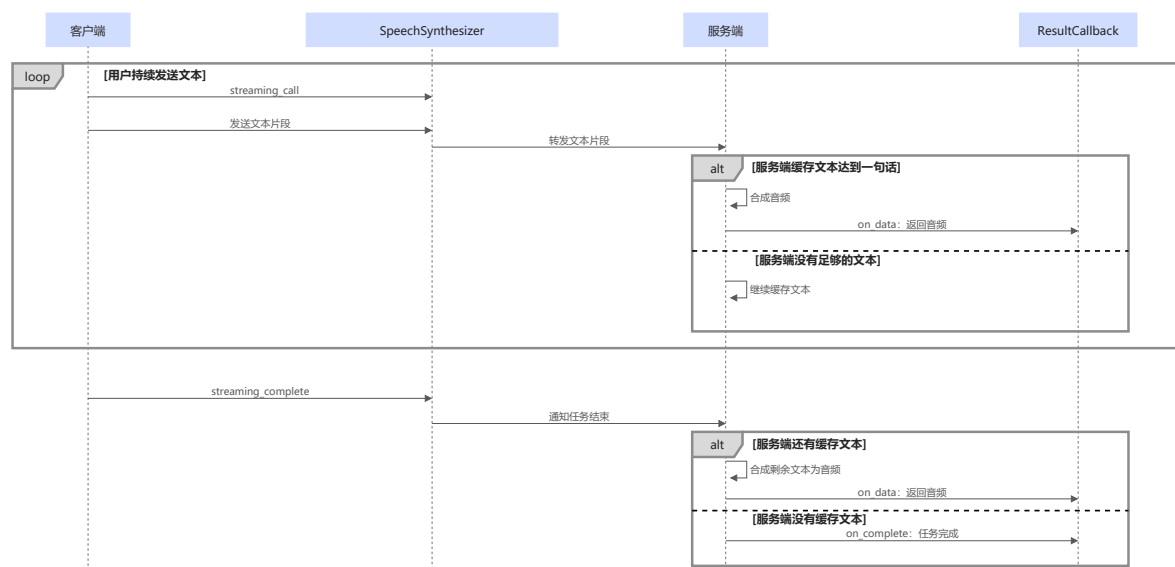 客户端
SpeechSynthesizer
服务端
ResultCallback
loop
[用户持续发送文本]
streaming_call
发送文本片段
转发文本片段
alt
[服务端缓存文本达到一句话]
合成音频
on_data：返回音频
[服务端没有足够的文本]
继续缓存文本
streaming_complete
通知任务结束
alt
[服务端还有缓存文本]
合成剩余文本为音频
on_data：返回音频
[服务端没有缓存文本]
on_complete：任务完成